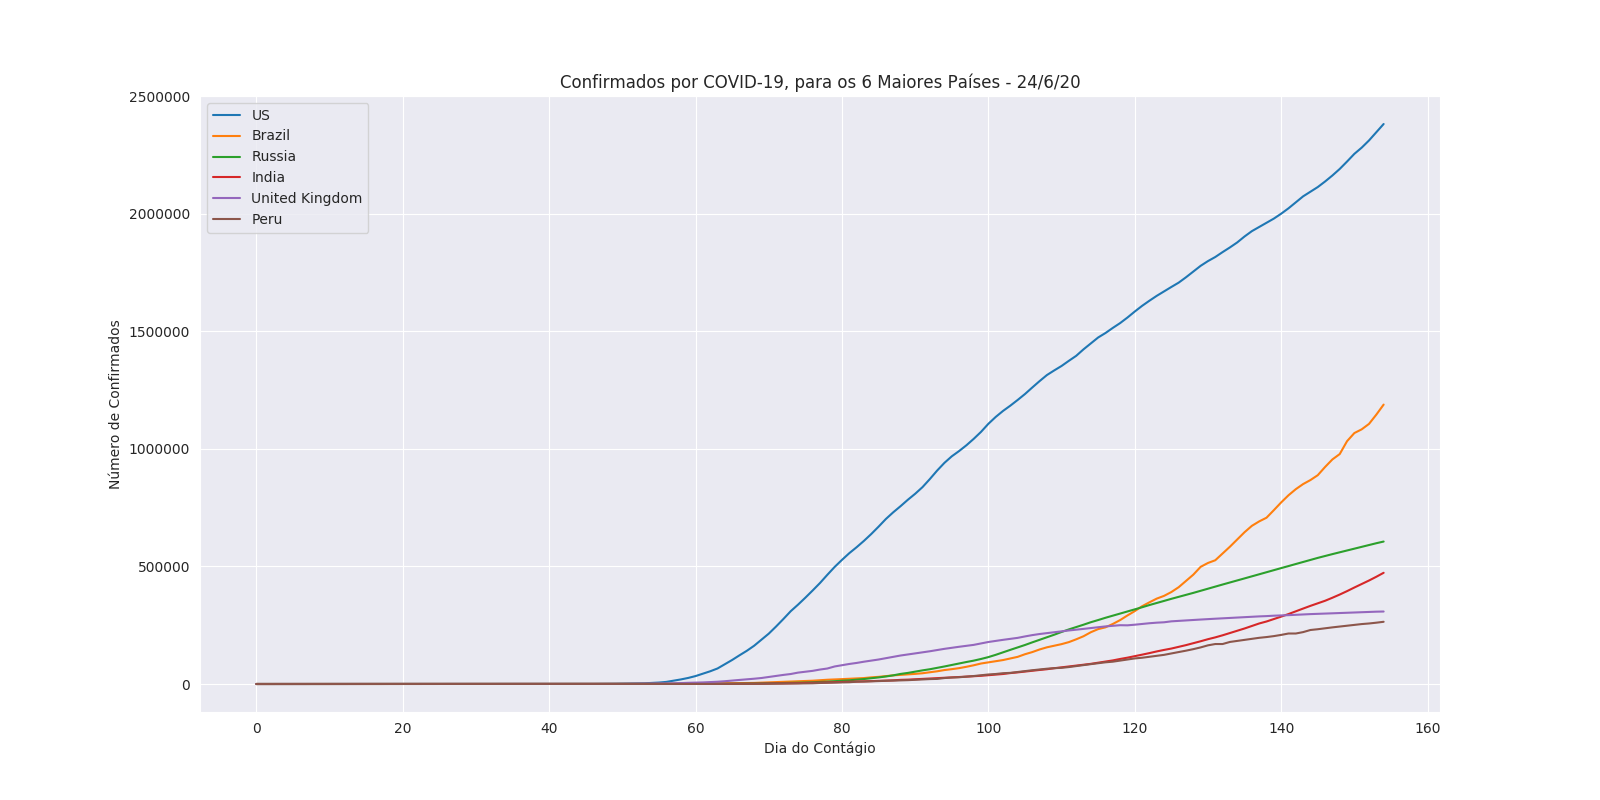 Confirmados por COVID-19, para os 6 Maiores Países - 24/6/20
2500000
2000000
1500000
1000000
500000
0
Número de Confirmados
US
Brazil
Russia
India
United Kingdom
Peru
0 20 40 60 80 100 120 140 160
Dia do Contágio